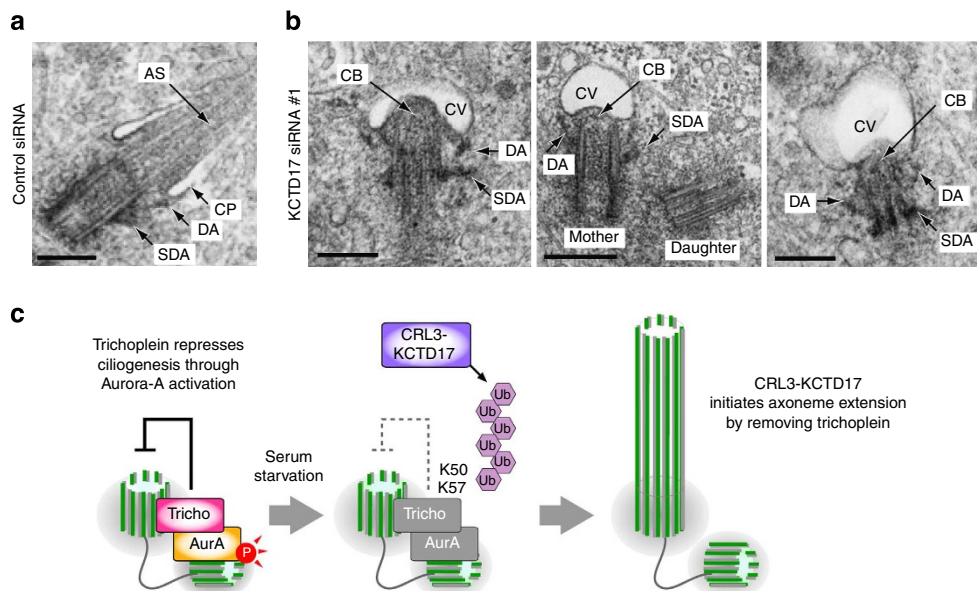 a
Control siRNA
AS
CP
DA
SDA
b
KCTD17 siRNA #1
CB
CV
DA
SDA
CB
CV
SDA
DA
Mother
Daughter
CB
CV
DA
DA
SDA
c
Trichoplein represses
ciliogenesis through
Aurora-A activation
Tricho
AurA
P
Serum
starvation
CRL3-
KCTD17
Ub
Ub
Ub
Ub
Ub
Ub
Ub
K50
K57
Tricho
AurA
CRL3-KCTD17
initiates axoneme extension
by removing trichoplein